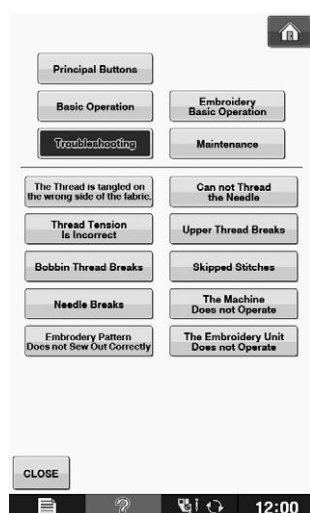 Principal Buttons
Basic Operation
Embroidery
Basic Operation
Troubleshooting
Maintenance
The Thread is tangled on
the wrong side of the fabric.
Can not Thread
the Needle
Thread Tension
Is Incorrect
Upper Thread Breaks
Bobbin Thread Breaks
Skipped Stitches
Needle Breaks
The Machine
Does not Operate
Embrodery Pattern
Does not Sew Out Correctly
The Embroidery Unit
Does not Operate
CLOSE
?
12:00